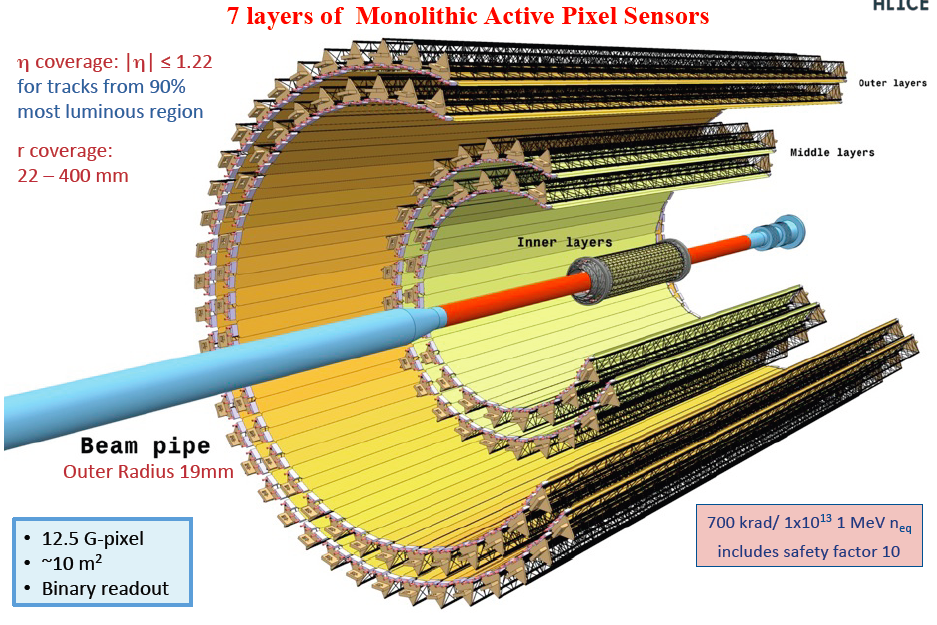 ALICE
7 layers of Monolithic Active Pixel Sensors
η coverage: |η| ≤ 1.22
for tracks from 90%
most luminous region
r coverage:
22 – 400 mm
Outer layers
Middle layers
Inner layers
Beam pipe
Outer Radius 19mm
• 12.5 G-pixel
• ~10 m²
• Binary readout
700 krad/ 1x10¹³ 1 MeV nₑq
includes safety factor 10